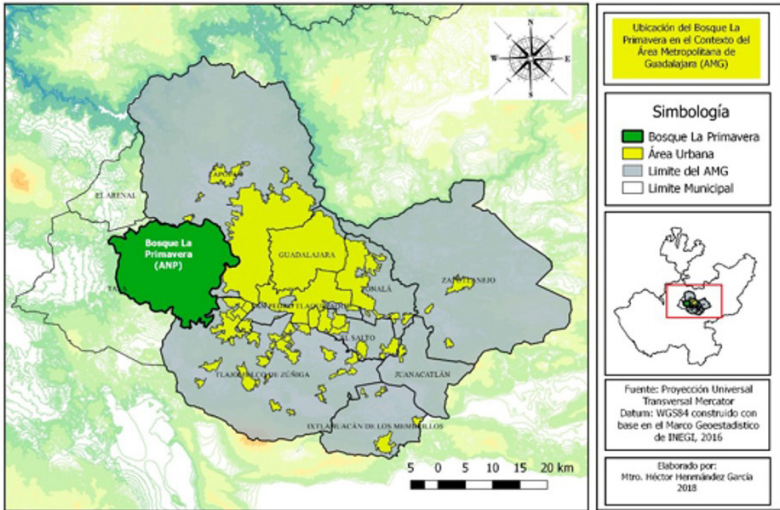 N
W
E
S
ZAPOPAN
EL ARENAL
Bosque La
Primavera
(ANP)
GUADALAJARA
TONALÁ
ZAPOTLANEJO
EL SALTO
TLAJOMULCO DE ZÚÑIGA
JUANACATLÁN
IXTLAHUACÁN DE LOS MEMBRILLOS
5 0 5 10 15 20 km
Ubicación del Bosque La
Primavera en el Contexto del
Área Metropolitana de
Guadalajara (AMG)
Simbología
Bosque La Primavera
Área Urbana
Limite del AMG
Limite Municipal
Fuente: Proyección Universal
Transversal Mercator
Datum: WGS84 construido con
base en el Marco Geoestadistico
de INEGI, 2016
Elaborado por:
Mtro. Héctor Henmández García
2018